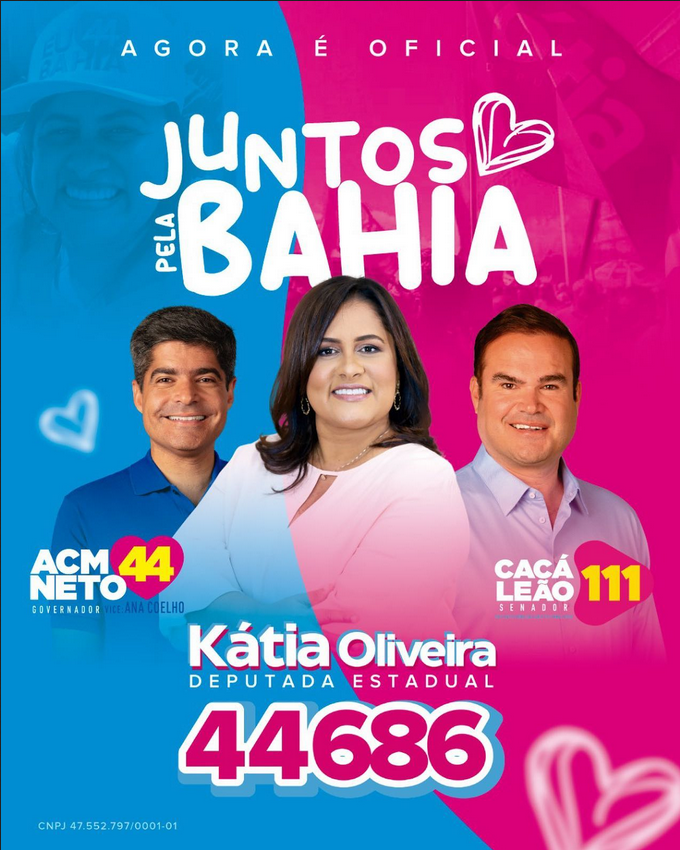 AGORA É OFICIAL
JUNTOS
PELA
BAHIA
ACM
NETO 44
GOVERNADOR VICE: ANA COELHO
CACÁ
LEÃO 111
SENADOR
Kátia Oliveira
DEPUTADA ESTADUAL
44686
CNPJ 47.552.797/0001-01